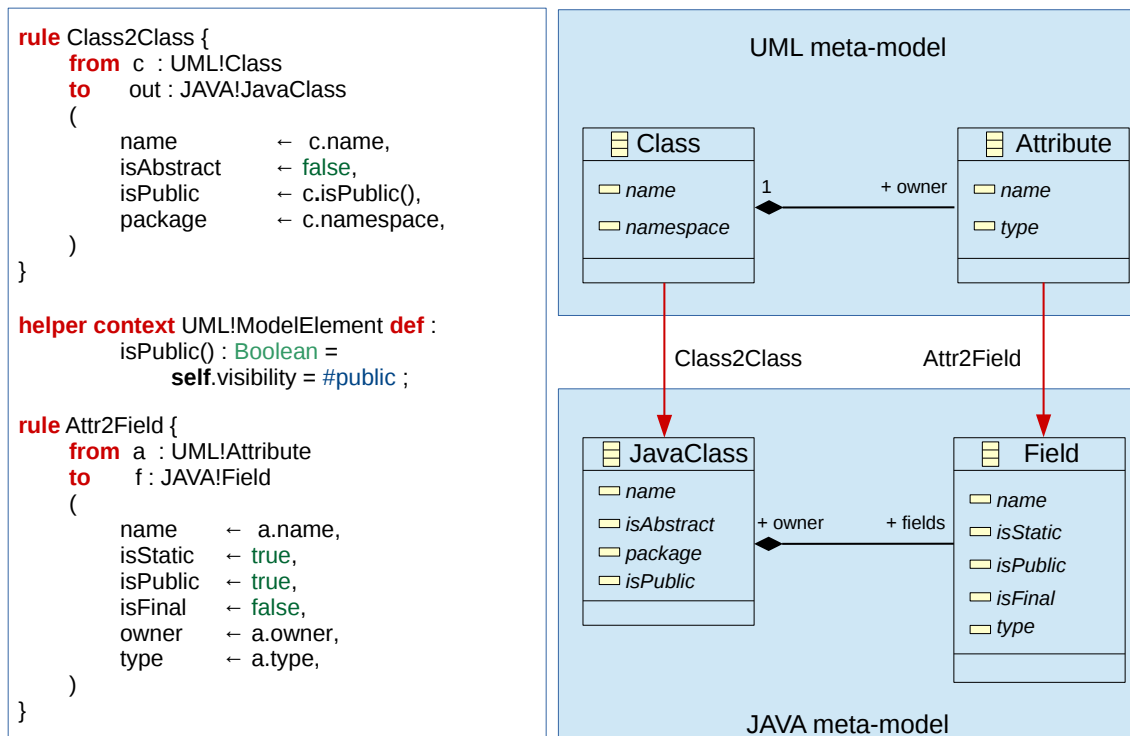 rule Class2Class {
from c : UML!Class
to out : JAVA!JavaClass
(
name ← c.name,
isAbstract ← false,
isPublic ← c.isPublic(),
package ← c.namespace,
)
}
helper context UML!ModelElement def :
isPublic() : Boolean =
self.visibility = #public ;
rule Attr2Field {
from a : UML!Attribute
to f : JAVA!Field
(
name ← a.name,
isStatic ← true,
isPublic ← true,
isFinal ← false,
owner ← a.owner,
type ← a.type,
)
}
UML meta-model
Class
name
namespace
1
+ owner
Attribute
name
type
Class2Class
Attr2Field
JavaClass
name
isAbstract
package
isPublic
+ owner
+ fields
Field
name
isStatic
isPublic
isFinal
type
JAVA meta-model